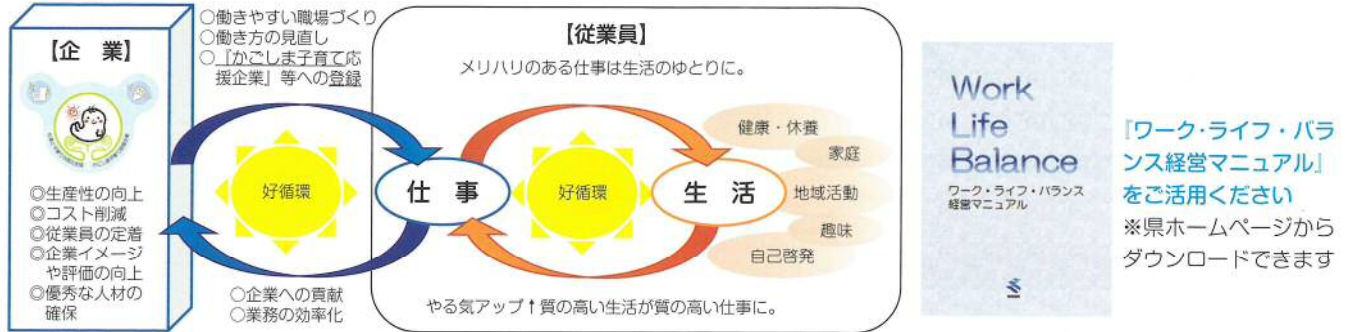 【企　業】
◎生産性の向上
◎コスト削減
◎従業員の定着
◎企業イメージ
や評価の向上
◎優秀な人材の
確保
○働きやすい職場づくり
○働き方の見直し
○『かごしま子育て応
援企業』等への登録
好循環
○企業への貢献
○業務の効率化
【従業員】
メリハリのある仕事は生活のゆとりに。
仕 事
好循環
生 活
健康・休養
家庭
地域活動
趣味
自己啓発
やる気アップ↑質の高い生活が質の高い仕事に。
Work
Life
Balance
ワーク・ライフ・バランス
経営マニュアル
『ワーク・ライフ・バラ
ンス経営マニュアル』
をご活用ください
※県ホームページから
ダウンロードできます